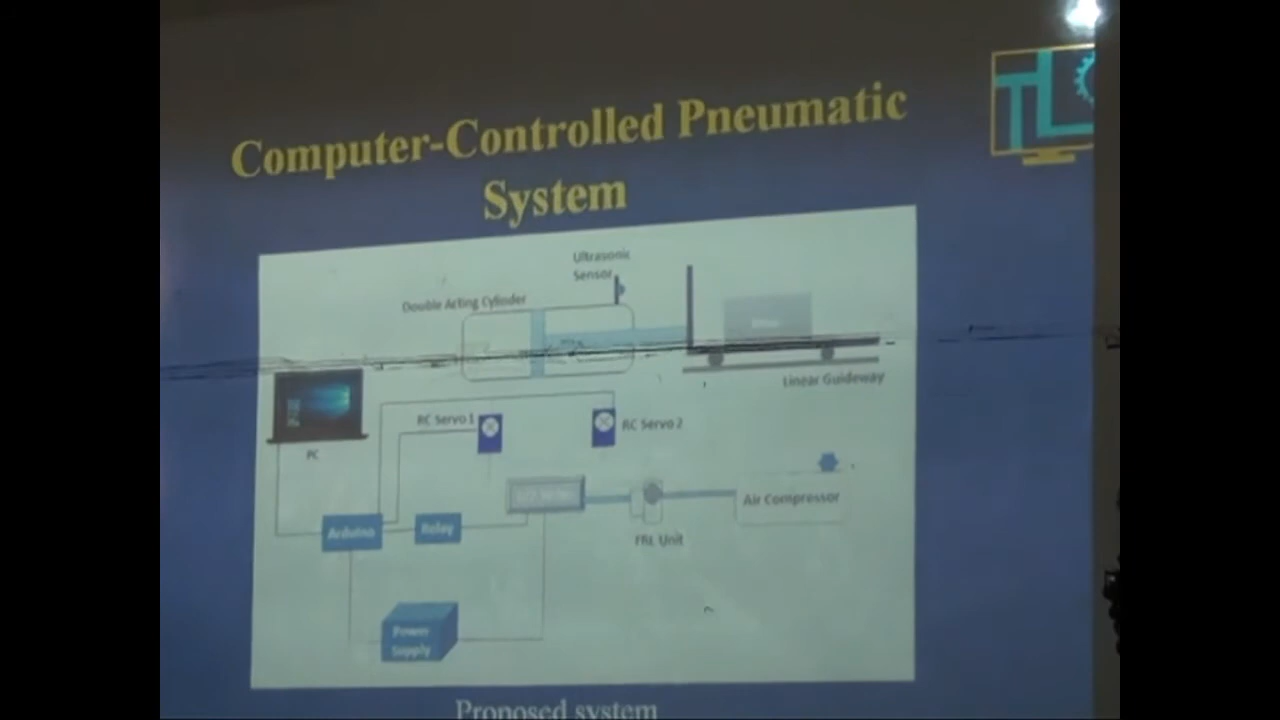 Computer-Controlled Pneumatic
System
TL
Ultrasonic
Sensor
Double Acting Cylinder
Linear Guideway
RC Servo 1
RC Servo 2
PC
Air Compressor
Arduino
Relay
FRL Unit
Power
Supply
Proposed system